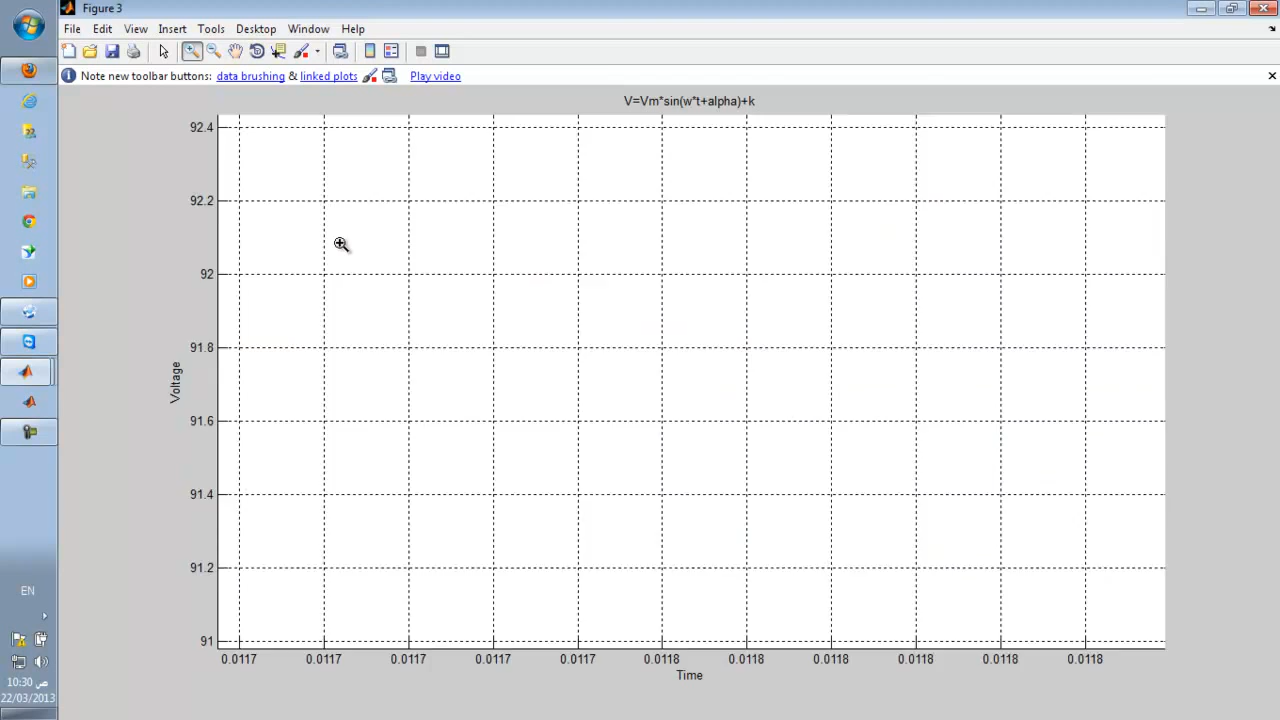 Figure 3
File Edit View Insert Tools Desktop Window Help
Note new toolbar buttons: data brushing & linked plots Play video
V=Vm*sin(w*t+alpha)+k
92.4
92.2
92
91.8
91.6
91.4
91.2
91
Voltage
0.0117 0.0117 0.0117 0.0117 0.0117 0.0118 0.0118 0.0118 0.0118 0.0118 0.0118
Time
EN
10:30 ص
22/03/2013